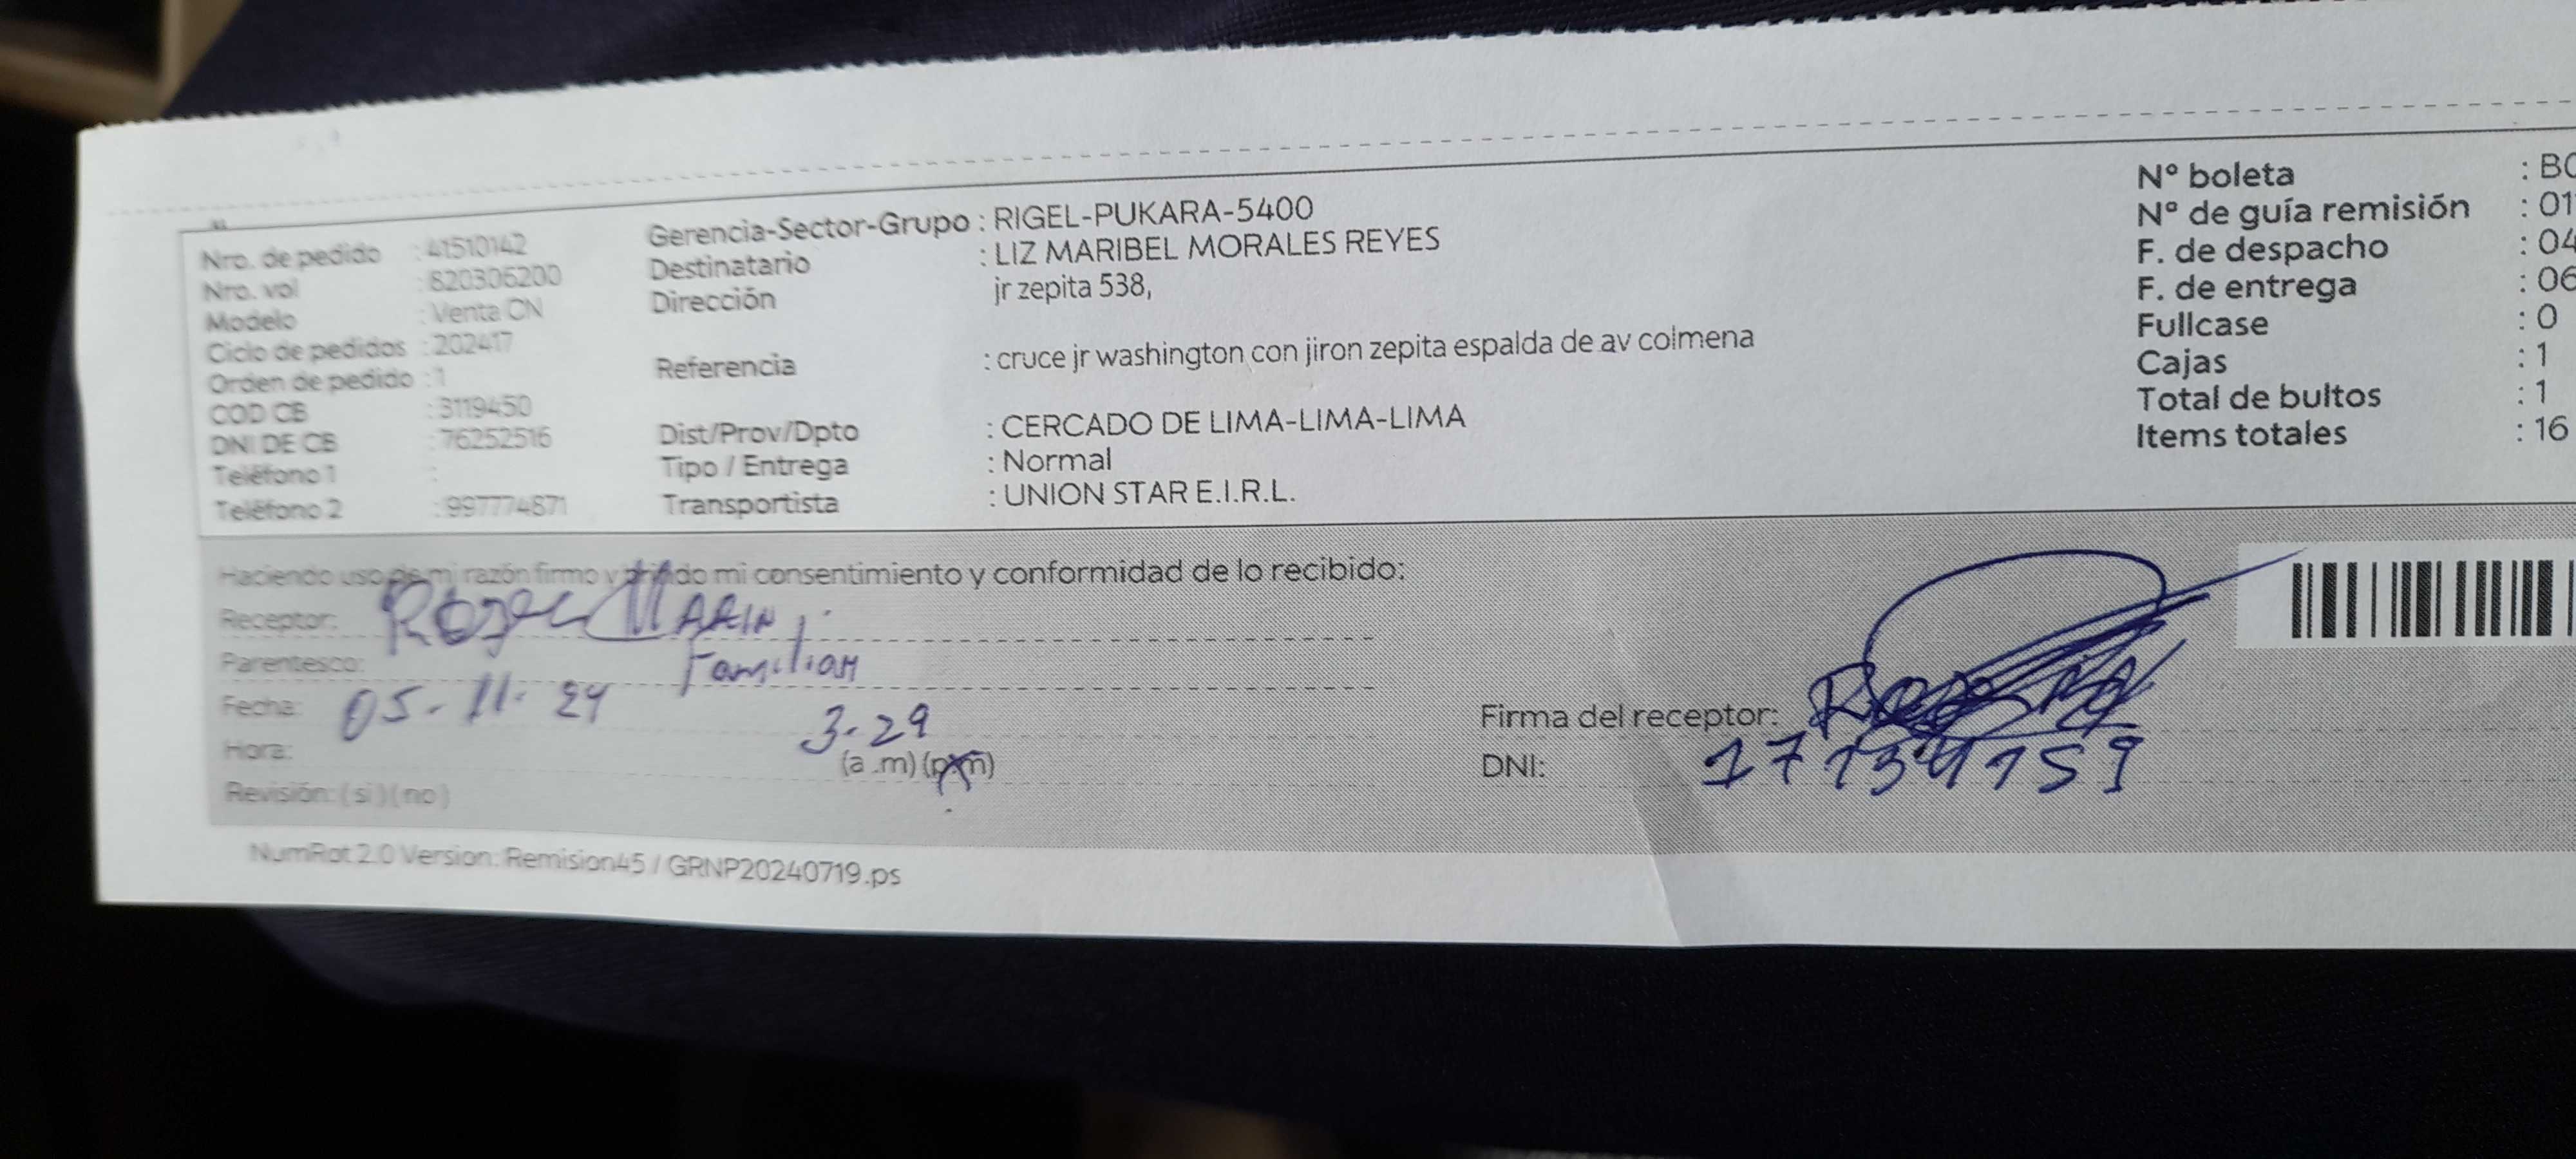 Nro. de pedido : 41510142
Nro. vol : 820306200
Modelo : Venta CN
Ciclo de pedidos : 202417
Orden de pedido : 1
COD CB : 3119450
DNI DE CB : 76252516
Teléfono 1 :
Teléfono 2 : 997774871
Gerencia-Sector-Grupo : RIGEL-PUKARA-5400
Destinatario : LIZ MARIBEL MORALES REYES
Dirección jr zepita 538,
Referencia : cruce jr washington con jiron zepita espalda de av colmena
Dist/Prov/Dpto : CERCADO DE LIMA-LIMA-LIMA
Tipo / Entrega : Normal
Transportista : UNION STAR E.I.R.L.
N° boleta : B0
N° de guía remisión : 01
F. de despacho : 04
F. de entrega : 06
Fullcase : 0
Cajas : 1
Total de bultos : 1
Items totales : 16
Haciendo uso de mi razón firmo y brindo mi consentimiento y conformidad de lo recibido:
Receptor: Roger MARIN
Parentesco: Familiar
Fecha: 05-11-24
Hora: 3-29 (a .m) (p.m)
Revisión: ( si ) ( no )
Firma del receptor:
DNI:
NumRot 2.0 Version: Remision45 / GRNP20240719.ps